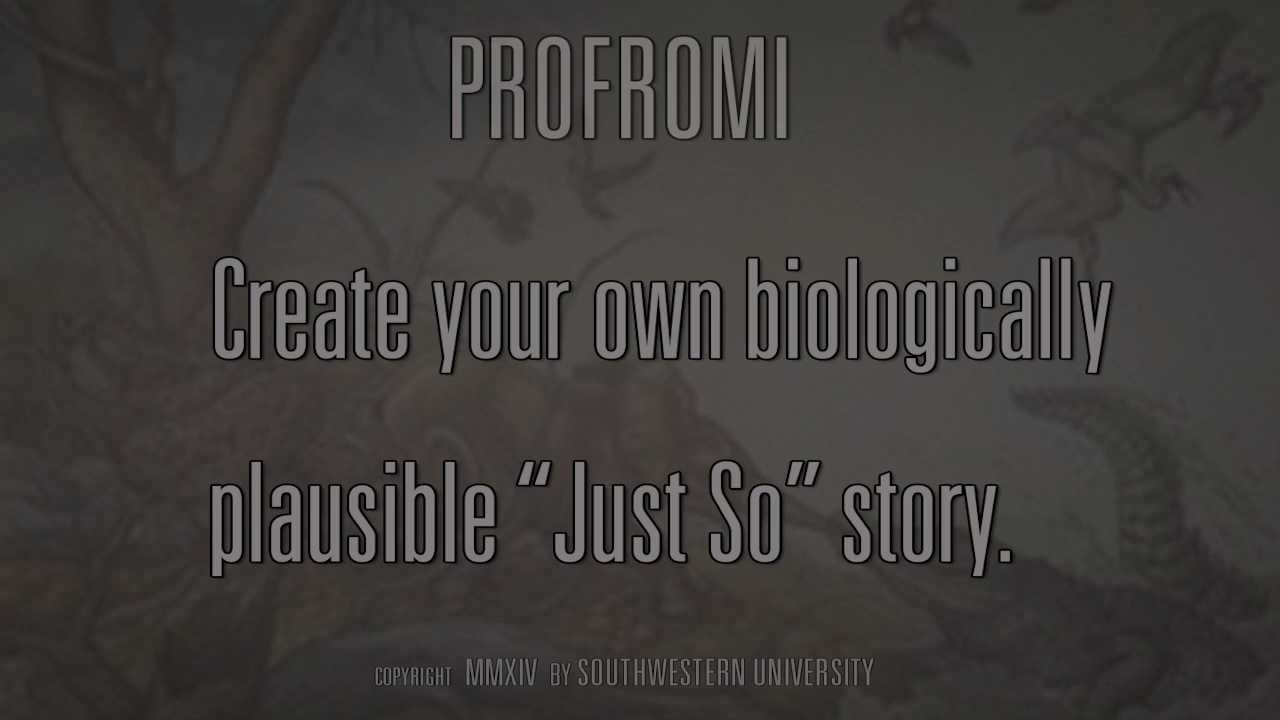 PROFROMI
Create your own biologically
plausible “Just So” story.
COPYRIGHT MMXIV BY SOUTHWESTERN UNIVERSITY